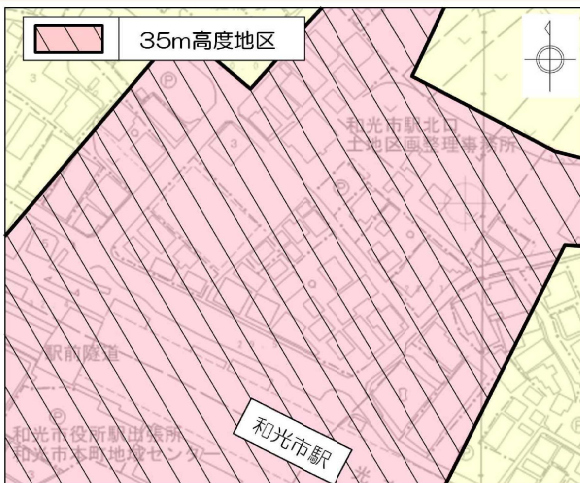 35m高度地区
和光市駅北口
土地区画整理事務所
駅前隧道
和光市役所駅出張所
和光市本町地域センター
和光市駅
光